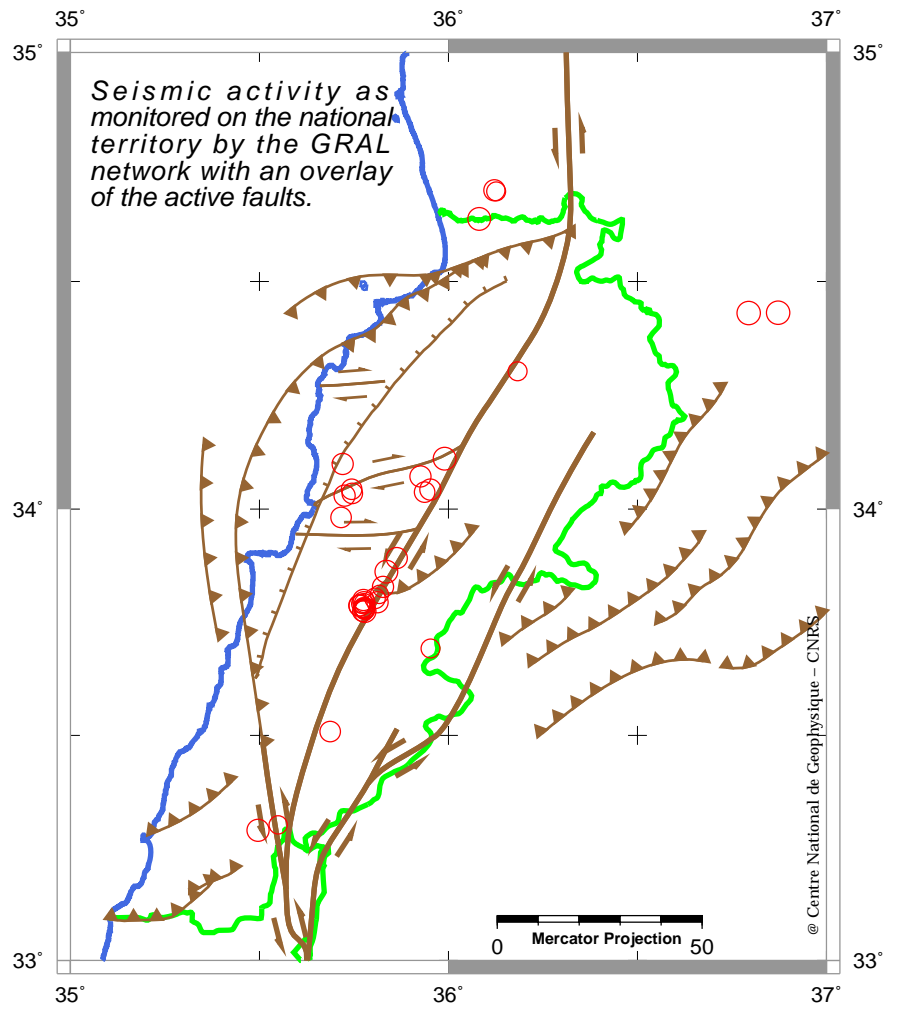 35˚
36˚
37˚
35˚
35˚
Seismic activity as
monitored on the national
territory by the GRAL
network with an overlay
of the active faults.
34˚
34˚
@ Centre National de Geophysique – CNRS
Mercator Projection
0
50
33˚
33˚
35˚
36˚
37˚